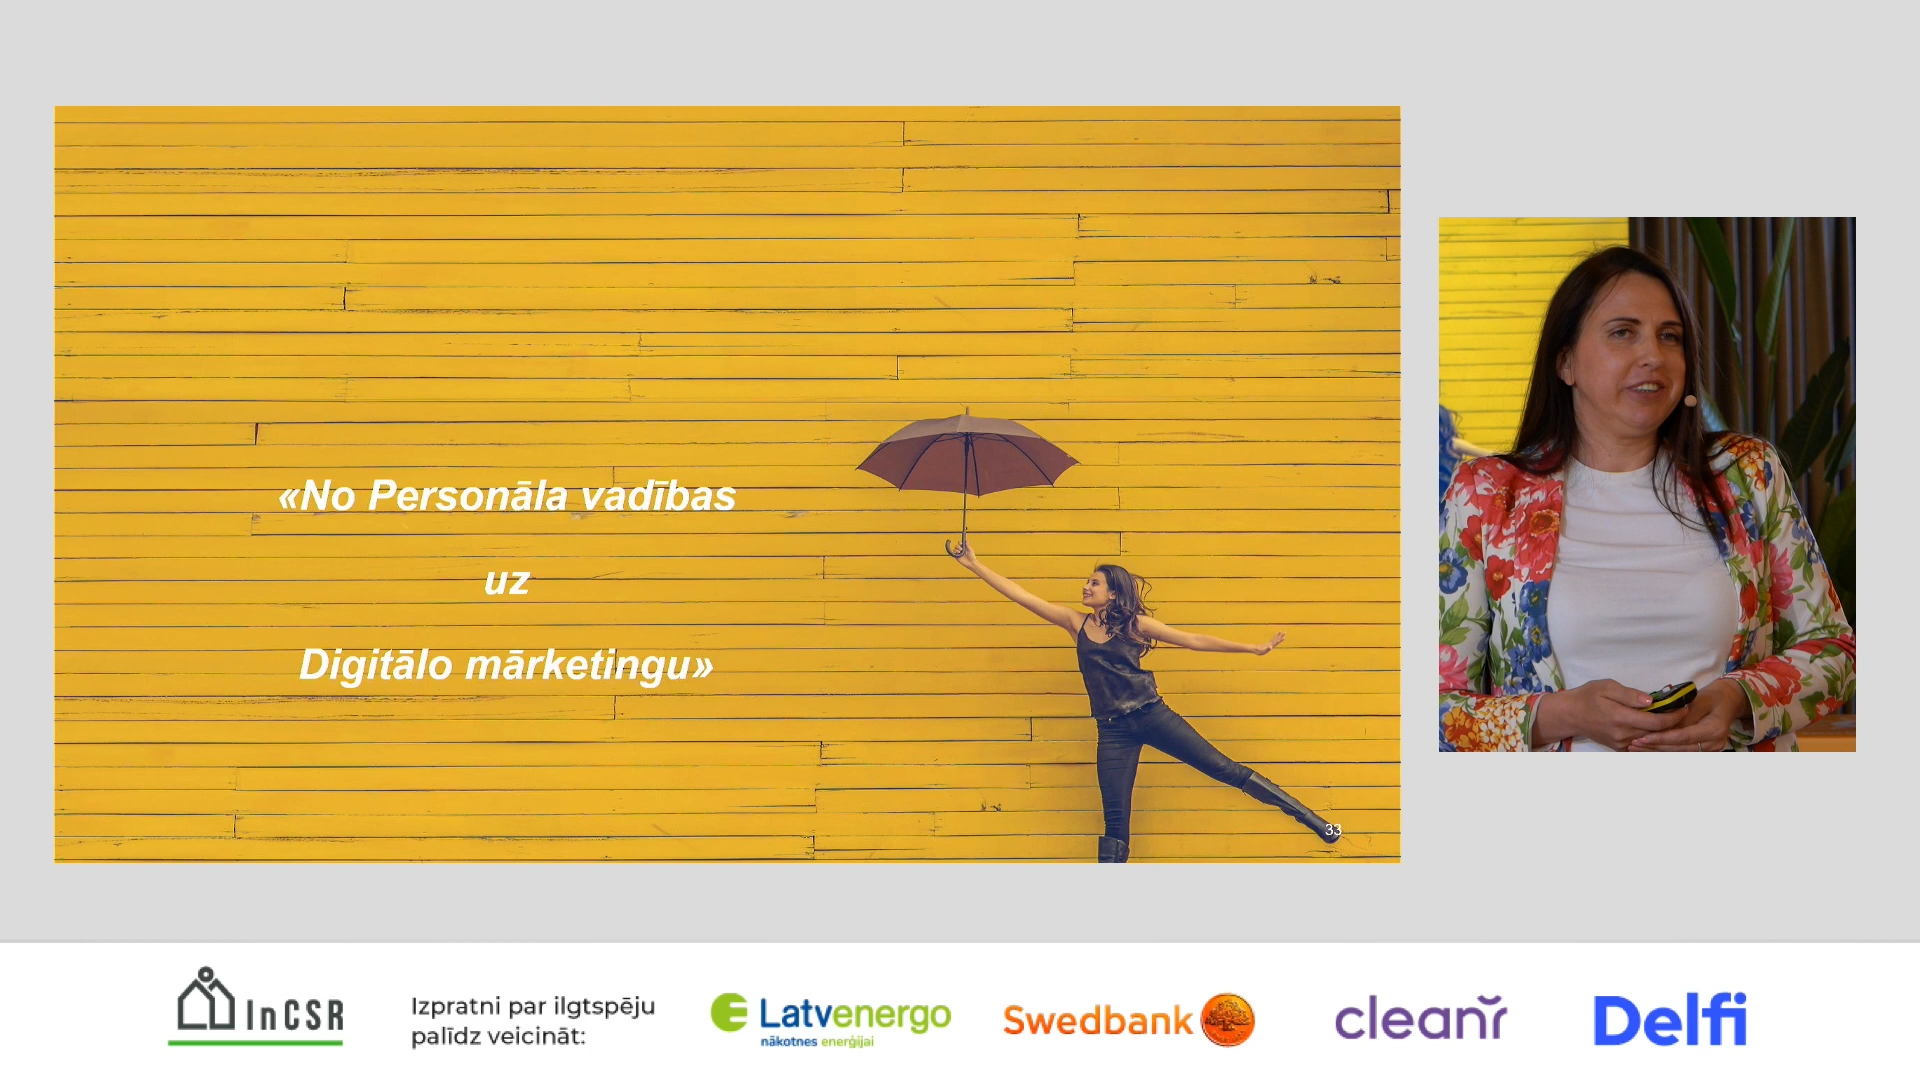 «No Personāla vadības
uz
Digitālo mārketingu»
33
InCSR
Izpratni par ilgtspēju
palīdz veicināt:
Latvenergo
nākotnes enerģijai
Swedbank
cleanr
Delfi